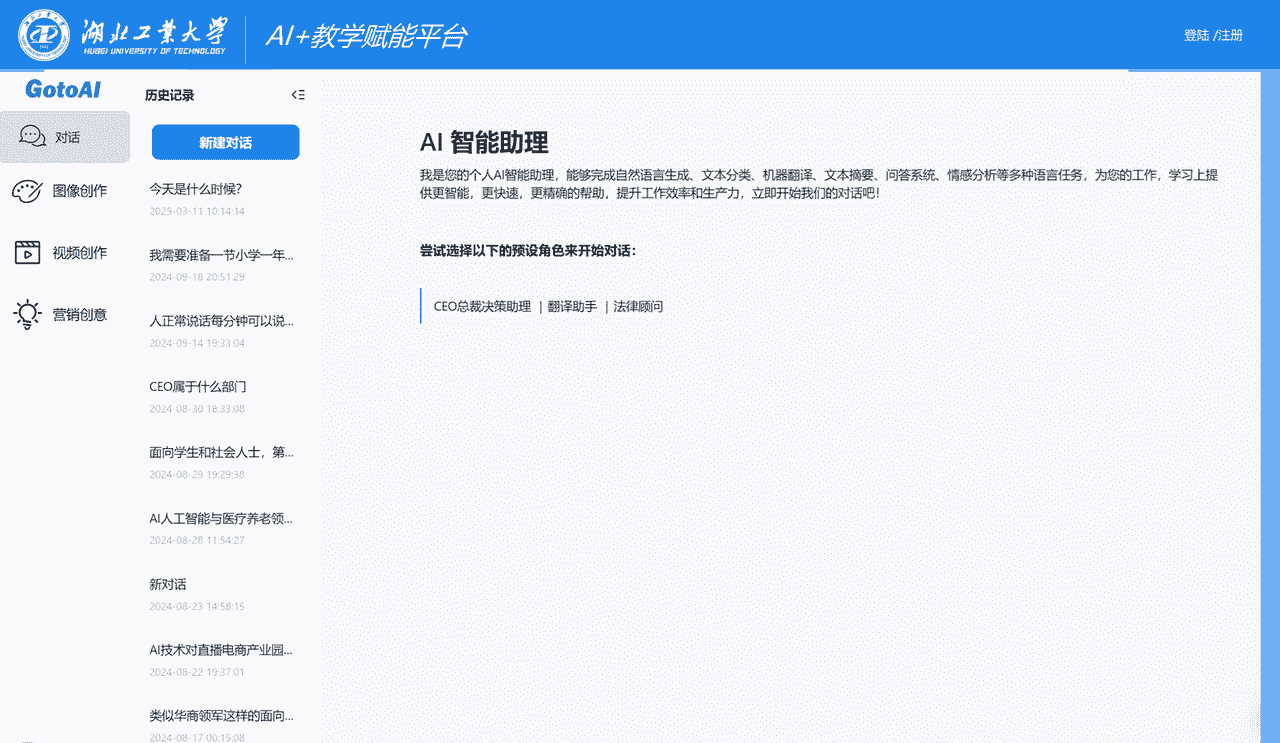 湖北工业大学
HUBEI UNIVERSITY OF TECHNOLOGY
AI+教学赋能平台
登陆 /注册
GotoAI
对话
图像创作
视频创作
营销创意
历史记录
新建对话
今天是什么时候?
2025-03-11 10:14:14
我需要准备一节小学一年...
2024-09-18 20:51:29
人正常说话每分钟可以说...
2024-09-14 19:33:04
CEO属于什么部门
2024-08-30 18:33:08
面向学生和社会人士，第...
2024-08-29 19:29:38
AI人工智能与医疗养老领...
2024-08-28 11:54:27
新对话
2024-08-23 14:58:15
AI技术对直播电商产业园...
2024-08-22 19:37:01
类似华商领军这样的面向...
2024-08-17 00:15:08
AI 智能助理
我是您的个人AI智能助理，能够完成自然语言生成、文本分类、机器翻译、文本摘要、问答系统、情感分析等多种语言任务，为您的工作，学习上提
供更智能，更快速，更精确的帮助，提升工作效率和生产力，立即开始我们的对话吧！
尝试选择以下的预设角色来开始对话：
CEO总裁决策助理 | 翻译助手 | 法律顾问